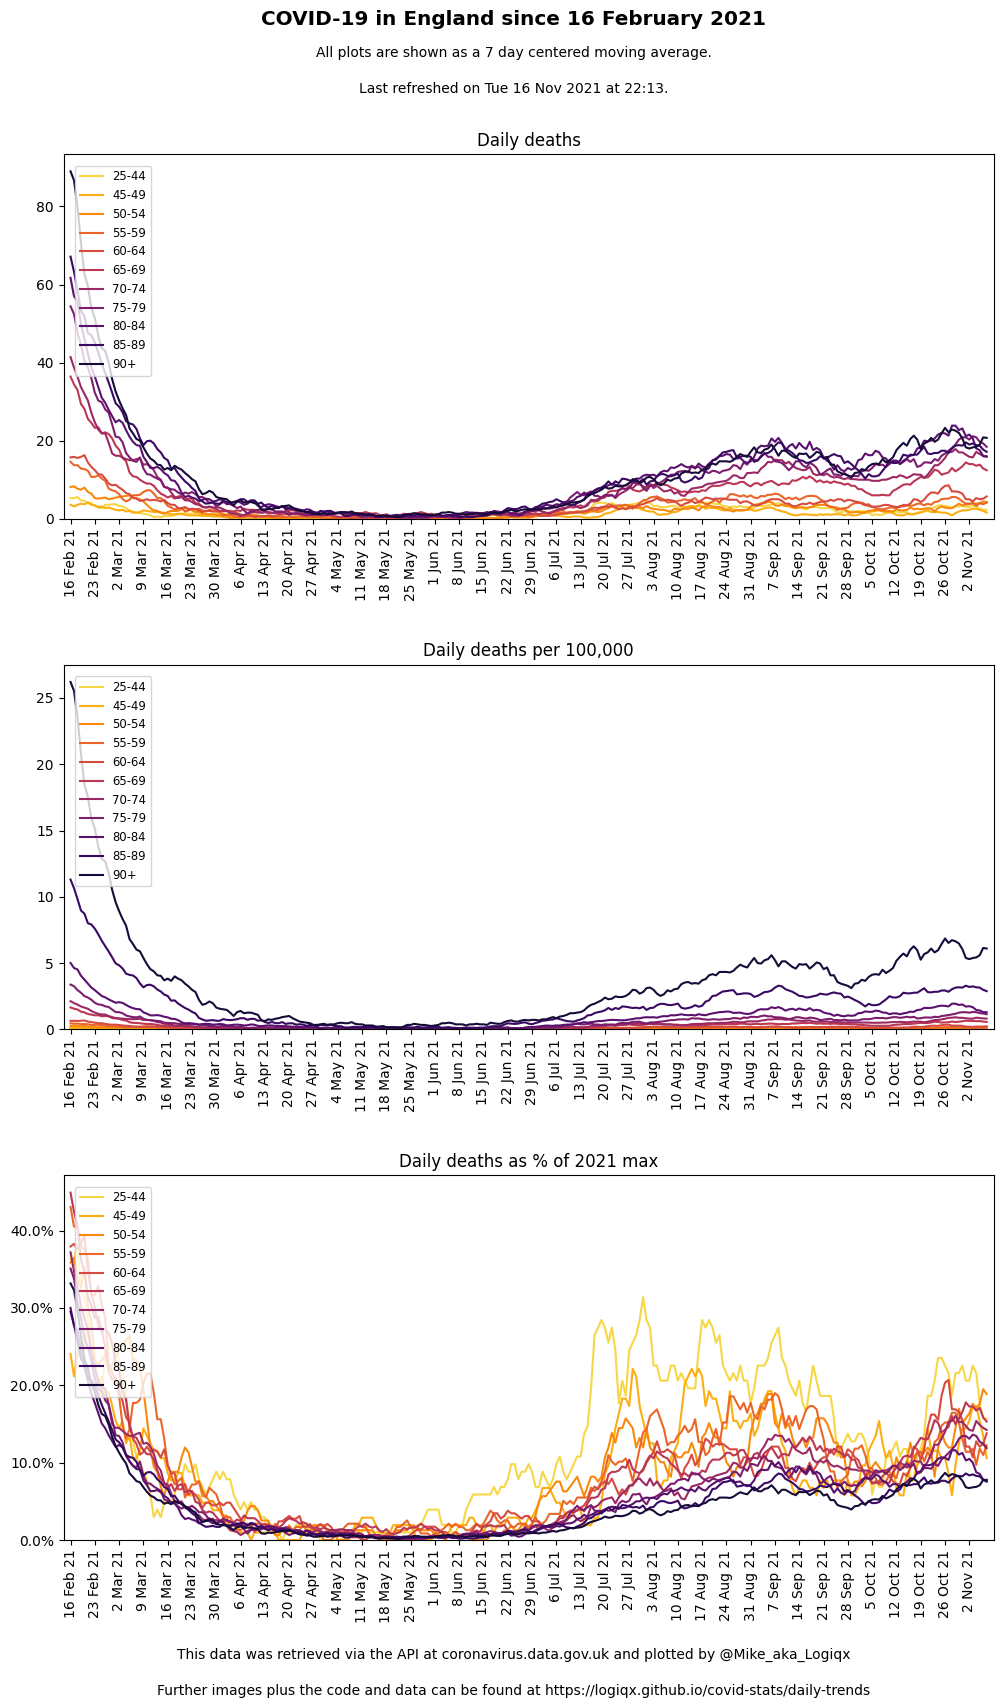 COVID-19 in England since 16 February 2021
All plots are shown as a 7 day centered moving average.
Last refreshed on Tue 16 Nov 2021 at 22:13.
Daily deaths
25-44
45-49
50-54
55-59
60-64
65-69
70-74
75-79
80-84
85-89
90+
80
60
40
20
0
16 Feb 21
23 Feb 21
2 Mar 21
9 Mar 21
16 Mar 21
23 Mar 21
30 Mar 21
6 Apr 21
13 Apr 21
20 Apr 21
27 Apr 21
4 May 21
11 May 21
18 May 21
25 May 21
1 Jun 21
8 Jun 21
15 Jun 21
22 Jun 21
29 Jun 21
6 Jul 21
13 Jul 21
20 Jul 21
27 Jul 21
3 Aug 21
10 Aug 21
17 Aug 21
24 Aug 21
31 Aug 21
7 Sep 21
14 Sep 21
21 Sep 21
28 Sep 21
5 Oct 21
12 Oct 21
19 Oct 21
26 Oct 21
2 Nov 21
Daily deaths per 100,000
25-44
45-49
50-54
55-59
60-64
65-69
70-74
75-79
80-84
85-89
90+
25
20
15
10
5
0
16 Feb 21
23 Feb 21
2 Mar 21
9 Mar 21
16 Mar 21
23 Mar 21
30 Mar 21
6 Apr 21
13 Apr 21
20 Apr 21
27 Apr 21
4 May 21
11 May 21
18 May 21
25 May 21
1 Jun 21
8 Jun 21
15 Jun 21
22 Jun 21
29 Jun 21
6 Jul 21
13 Jul 21
20 Jul 21
27 Jul 21
3 Aug 21
10 Aug 21
17 Aug 21
24 Aug 21
31 Aug 21
7 Sep 21
14 Sep 21
21 Sep 21
28 Sep 21
5 Oct 21
12 Oct 21
19 Oct 21
26 Oct 21
2 Nov 21
Daily deaths as % of 2021 max
25-44
45-49
50-54
55-59
60-64
65-69
70-74
75-79
80-84
85-89
90+
40.0%
30.0%
20.0%
10.0%
0.0%
16 Feb 21
23 Feb 21
2 Mar 21
9 Mar 21
16 Mar 21
23 Mar 21
30 Mar 21
6 Apr 21
13 Apr 21
20 Apr 21
27 Apr 21
4 May 21
11 May 21
18 May 21
25 May 21
1 Jun 21
8 Jun 21
15 Jun 21
22 Jun 21
29 Jun 21
6 Jul 21
13 Jul 21
20 Jul 21
27 Jul 21
3 Aug 21
10 Aug 21
17 Aug 21
24 Aug 21
31 Aug 21
7 Sep 21
14 Sep 21
21 Sep 21
28 Sep 21
5 Oct 21
12 Oct 21
19 Oct 21
26 Oct 21
2 Nov 21
This data was retrieved via the API at coronavirus.data.gov.uk and plotted by @Mike_aka_Logiqx
Further images plus the code and data can be found at https://logiqx.github.io/covid-stats/daily-trends